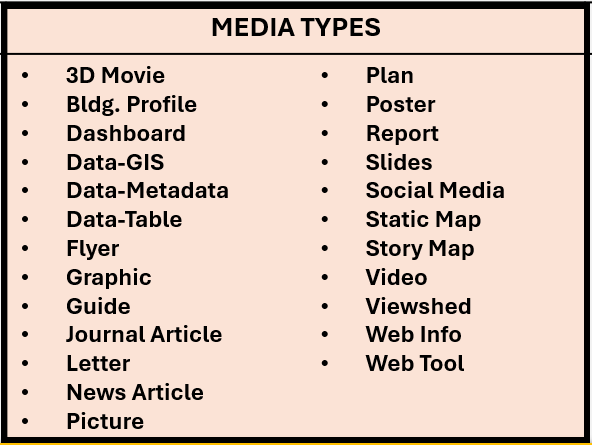 MEDIA TYPES
• 3D Movie
• Bldg. Profile
• Dashboard
• Data-GIS
• Data-Metadata
• Data-Table
• Flyer
• Graphic
• Guide
• Journal Article
• Letter
• News Article
• Picture
• Plan
• Poster
• Report
• Slides
• Social Media
• Static Map
• Story Map
• Video
• Viewshed
• Web Info
• Web Tool